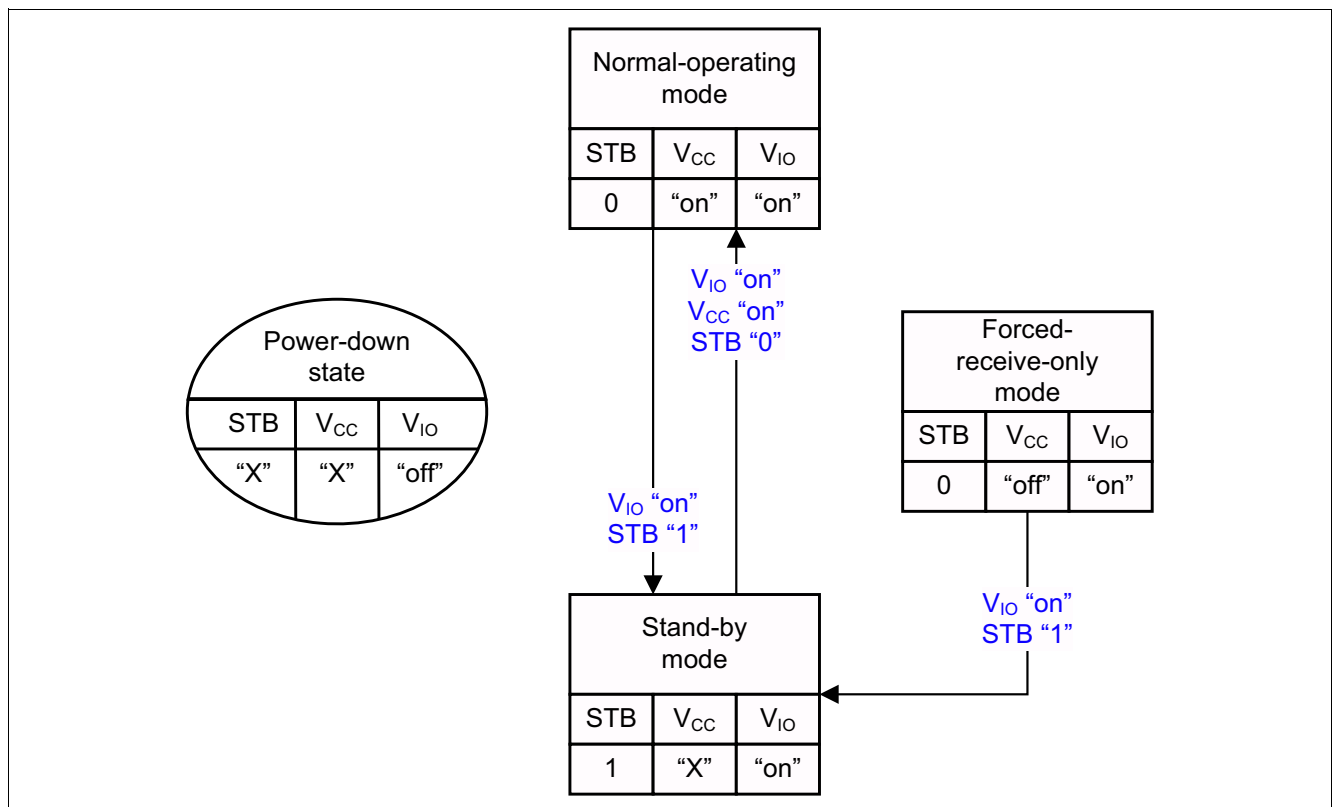 Normal-operating
mode
STB VCC VIO
0 “on” “on”
VIO “on”
VCC “on”
STB “0”
Power-down
state
STB VCC VIO
“X” “X” “off”
Forced-
receive-only
mode
STB VCC VIO
0 “off” “on”
VIO “on”
STB “1”
VIO “on”
STB “1”
Stand-by
mode
STB VCC VIO
1 “X” “on”